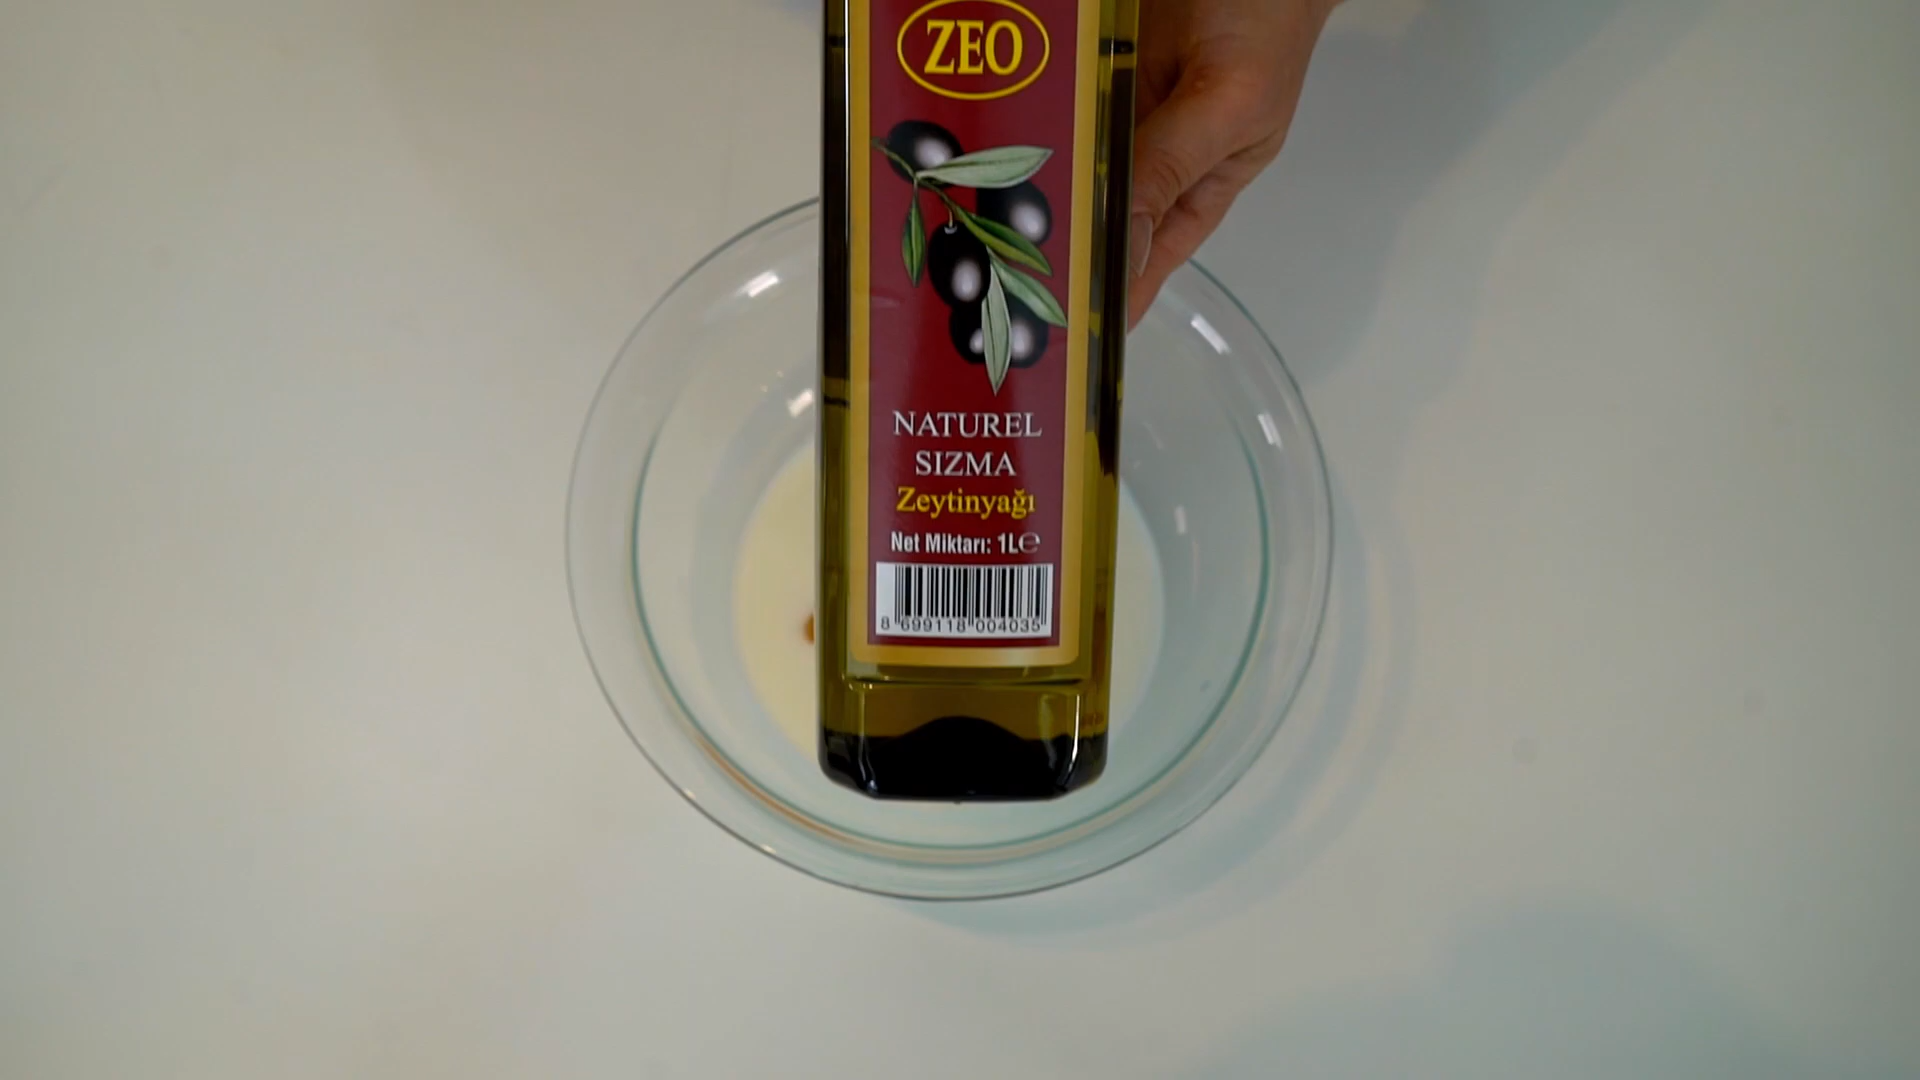 ZEO
NATUREL
SIZMA
Zeytinyağı
Net Miktarı: 1L℮
8 699118 004035